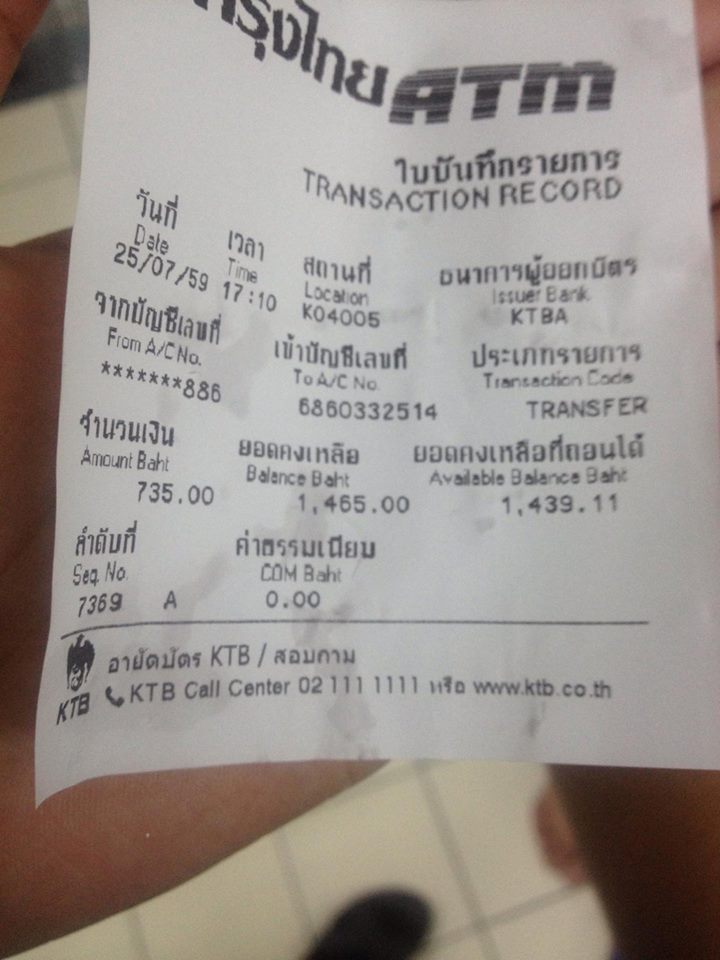 กรุงไทย ATM
ใบบันทึกรายการ
TRANSACTION RECORD
วันที่ เวลา สถานที่ ธนาคารผู้ออกบัตร
Date Time Location Issuer Bank
25/07/59 17:10 K04005 KTBA
จากบัญชีเลขที่ เข้าบัญชีเลขที่ ประเภทรายการ
From A/C No. To A/C No. Transaction Code
*******886 6860332514 TRANSFER
จำนวนเงิน ยอดคงเหลือ ยอดคงเหลือที่ถอนได้
Amount Baht Balance Baht Available Balance Baht
735.00 1,465.00 1,439.11
ลำดับที่ ค่าธรรมเนียม
Seq. No. COM Baht
7369 A 0.00
อายัดบัตร KTB / สอบถาม
KTB Call Center 02 111 1111 หรือ www.ktb.co.th
KTB